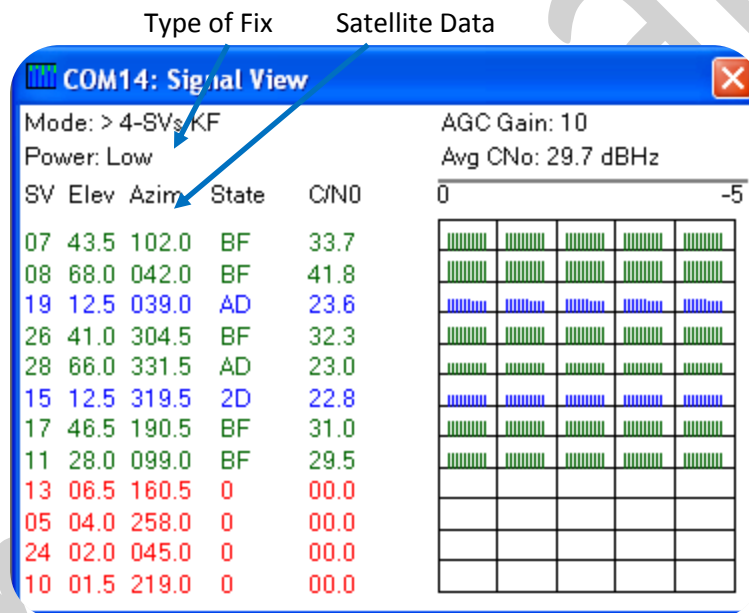 Type of Fix Satellite Data
COM14: Signal View
Mode: > 4-SVs KF AGC Gain: 10
Power: Low Avg CNo: 29.7 dBHz
SV Elev Azim State C/N0 0 -5
07 43.5 102.0 BF 33.7
08 68.0 042.0 BF 41.8
19 12.5 039.0 AD 23.6
26 41.0 304.5 BF 32.3
28 66.0 331.5 AD 23.0
15 12.5 319.5 2D 22.8
17 46.5 190.5 BF 31.0
11 28.0 099.0 BF 29.5
13 06.5 160.5 0 00.0
05 04.0 258.0 0 00.0
24 02.0 045.0 0 00.0
10 01.5 219.0 0 00.0